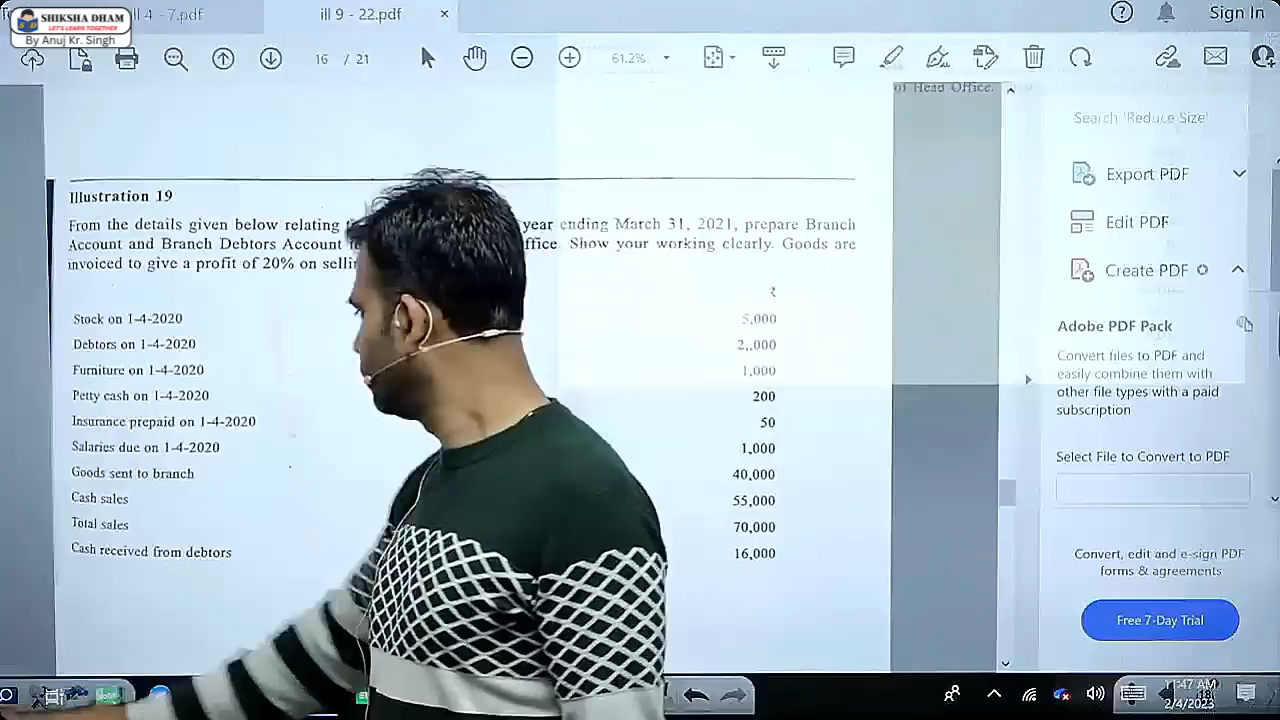 SHIKSHA DHAM
LET'S LEARN TOGETHER
By Anuj Kr. Singh
ill 4 - 7.pdf
ill 9 - 22.pdf
×
Sign In
16 / 21
61.2%
of Head Office.
Search 'Reduce Size'
Export PDF
Edit PDF
Create PDF
Adobe PDF Pack
Convert files to PDF and
easily combine them with
other file types with a paid
subscription
Select File to Convert to PDF
Convert, edit and e-sign PDF
forms & agreements
Free 7-Day Trial
Illustration 19
From the details given below relating year ending March 31, 2021, prepare Branch
Account and Branch Debtors Account Show your working clearly. Goods are
invoiced to give a profit of 20% on
₹
Stock on 1-4-2020 5,000
Debtors on 1-4-2020 2,,000
Furniture on 1-4-2020 1,000
Petty cash on 1-4-2020 200
Insurance prepaid on 1-4-2020 50
Salaries due on 1-4-2020 1,000
Goods sent to branch 40,000
Cash sales 55,000
Total sales 70,000
Cash received from debtors 16,000
11:47 AM
2/4/2023